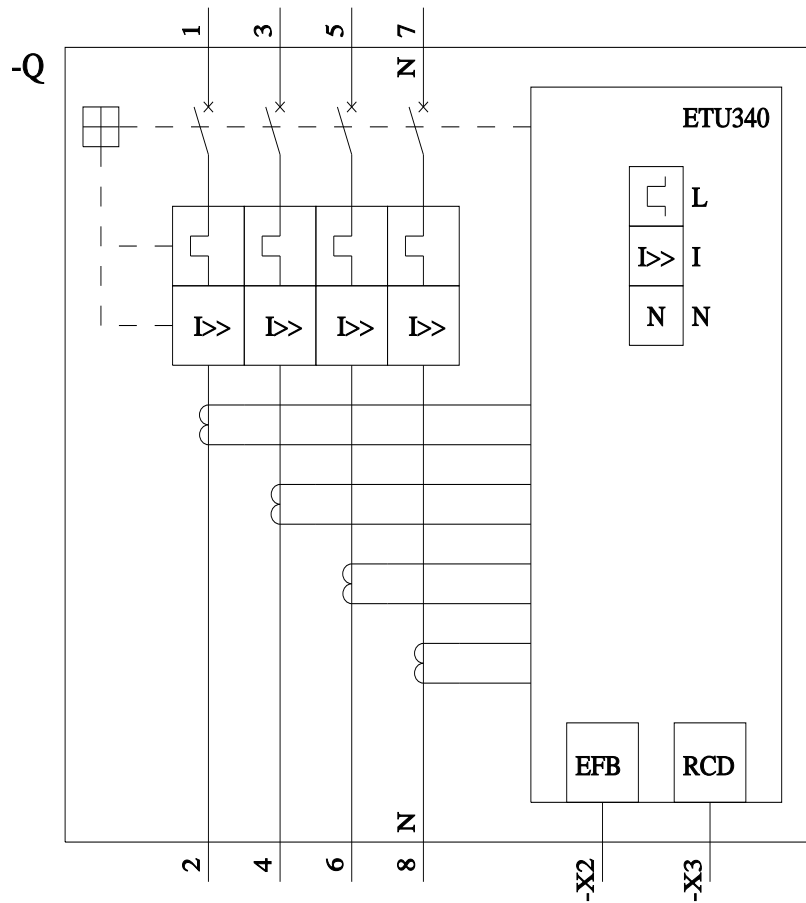 1 3 5 7
-Q
N
ETU340
L
I>> I
N N
I>> I>> I>> I>>
EFB RCD
N
2 4 6 8 -X2 -X3